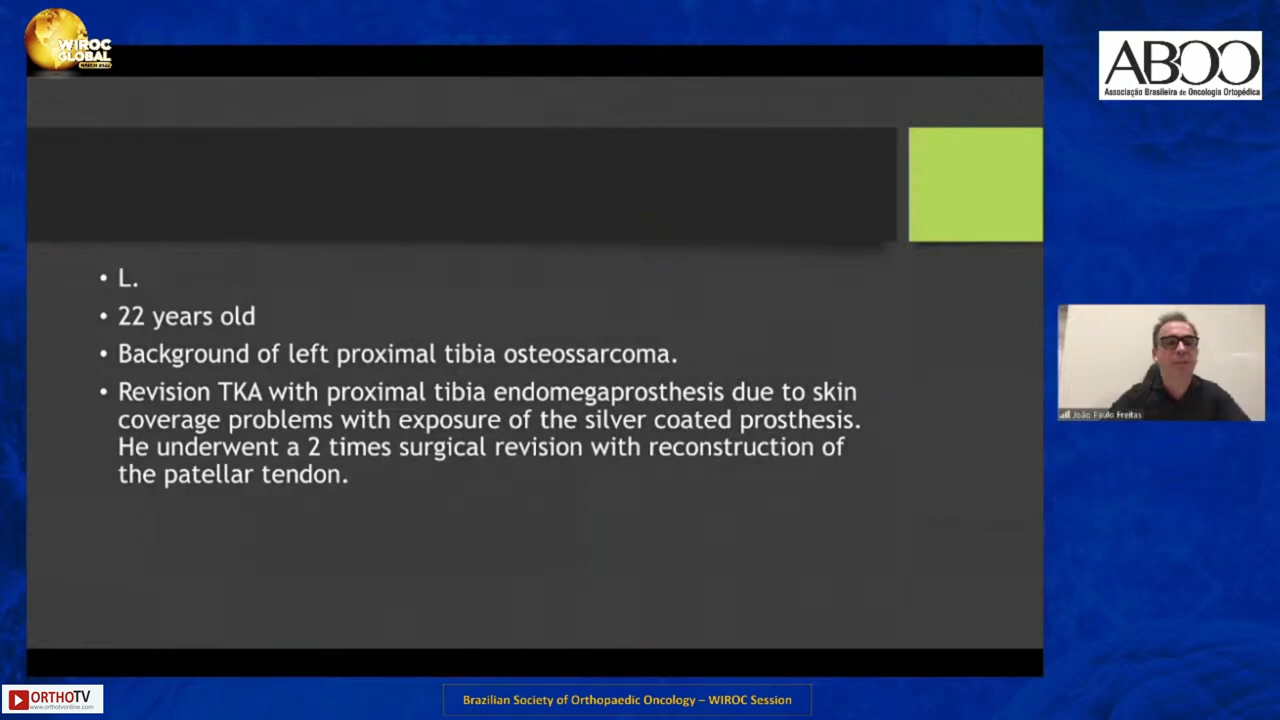 WIROC
GLOBAL
MARCH 2022
ABOO
Associação Brasileira de Oncologia Ortopédica
• L.
• 22 years old
• Background of left proximal tibia osteossarcoma.
• Revision TKA with proximal tibia endomegaprosthesis due to skin
coverage problems with exposure of the silver coated prosthesis.
He underwent a 2 times surgical revision with reconstruction of
the patellar tendon.
João Paulo Freitas
ORTHOTV
www.orthotvonline.com
Brazilian Society of Orthopaedic Oncology – WIROC Session